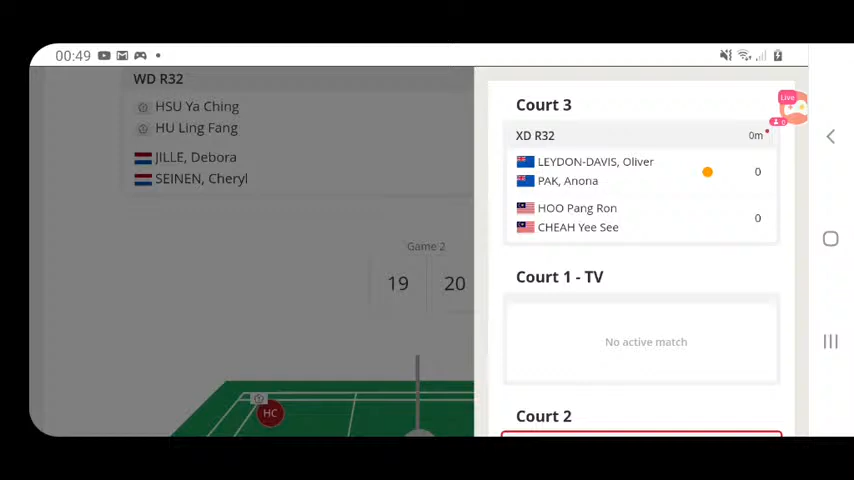 00:49
WD R32
HSU Ya Ching
HU Ling Fang
JILLE, Debora
SEINEN, Cheryl
Game 2
19 20
HC
Court 3
XD R32 0m
LEYDON-DAVIS, Oliver
PAK, Anona
0
HOO Pang Ron
CHEAH Yee See
0
Court 1 - TV
No active match
Court 2
Live
0